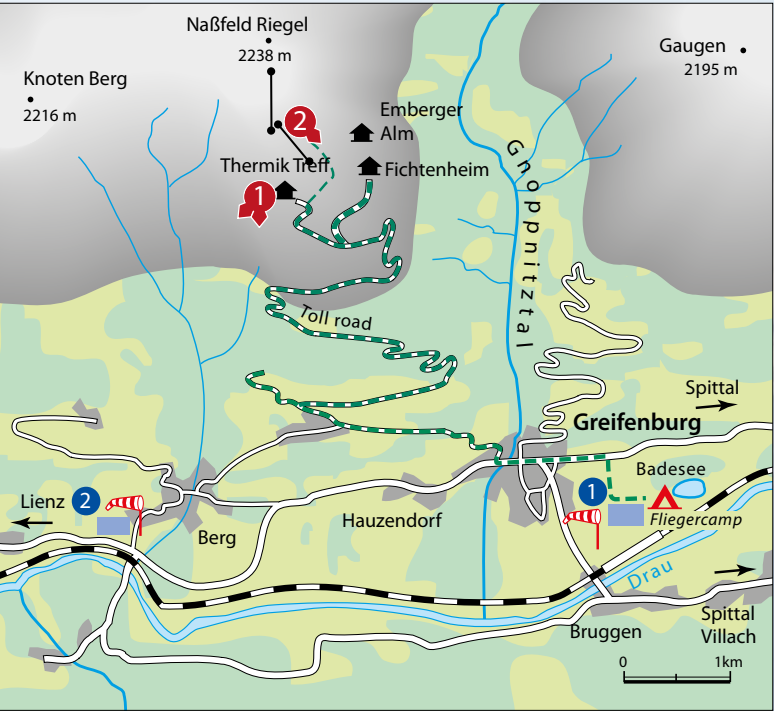 Naßfeld Riegel
2238 m
Gaugen
2195 m
Knoten Berg
2216 m
Emberger
Alm
2
Thermik Treff
Fichtenheim
1
Gnoppnitztal
Toll road
Spittal
Greifenburg
Badesee
Lienz
2
1
Fliegercamp
Hauzendorf
Berg
Drau
Bruggen
Spittal
Villach
0
1km